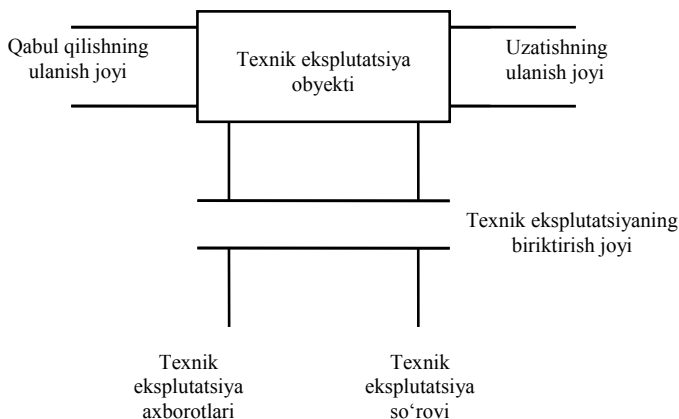 Qabul qilishning
ulanish joyi
Texnik eksplutatsiya
obyekti
Uzatishning
ulanish joyi
Texnik eksplutatsiyaning
biriktirish joyi
Texnik
eksplutatsiya
axborotlari
Texnik
eksplutatsiya
so‘rovi